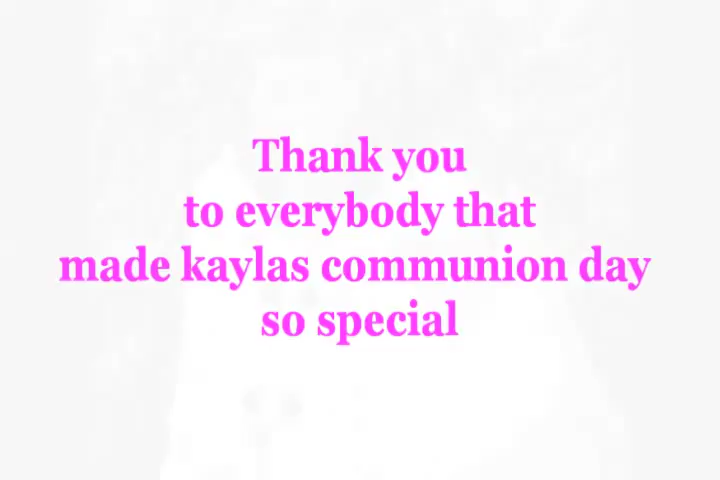 Thank you
to everybody that
made kaylas communion day
so special